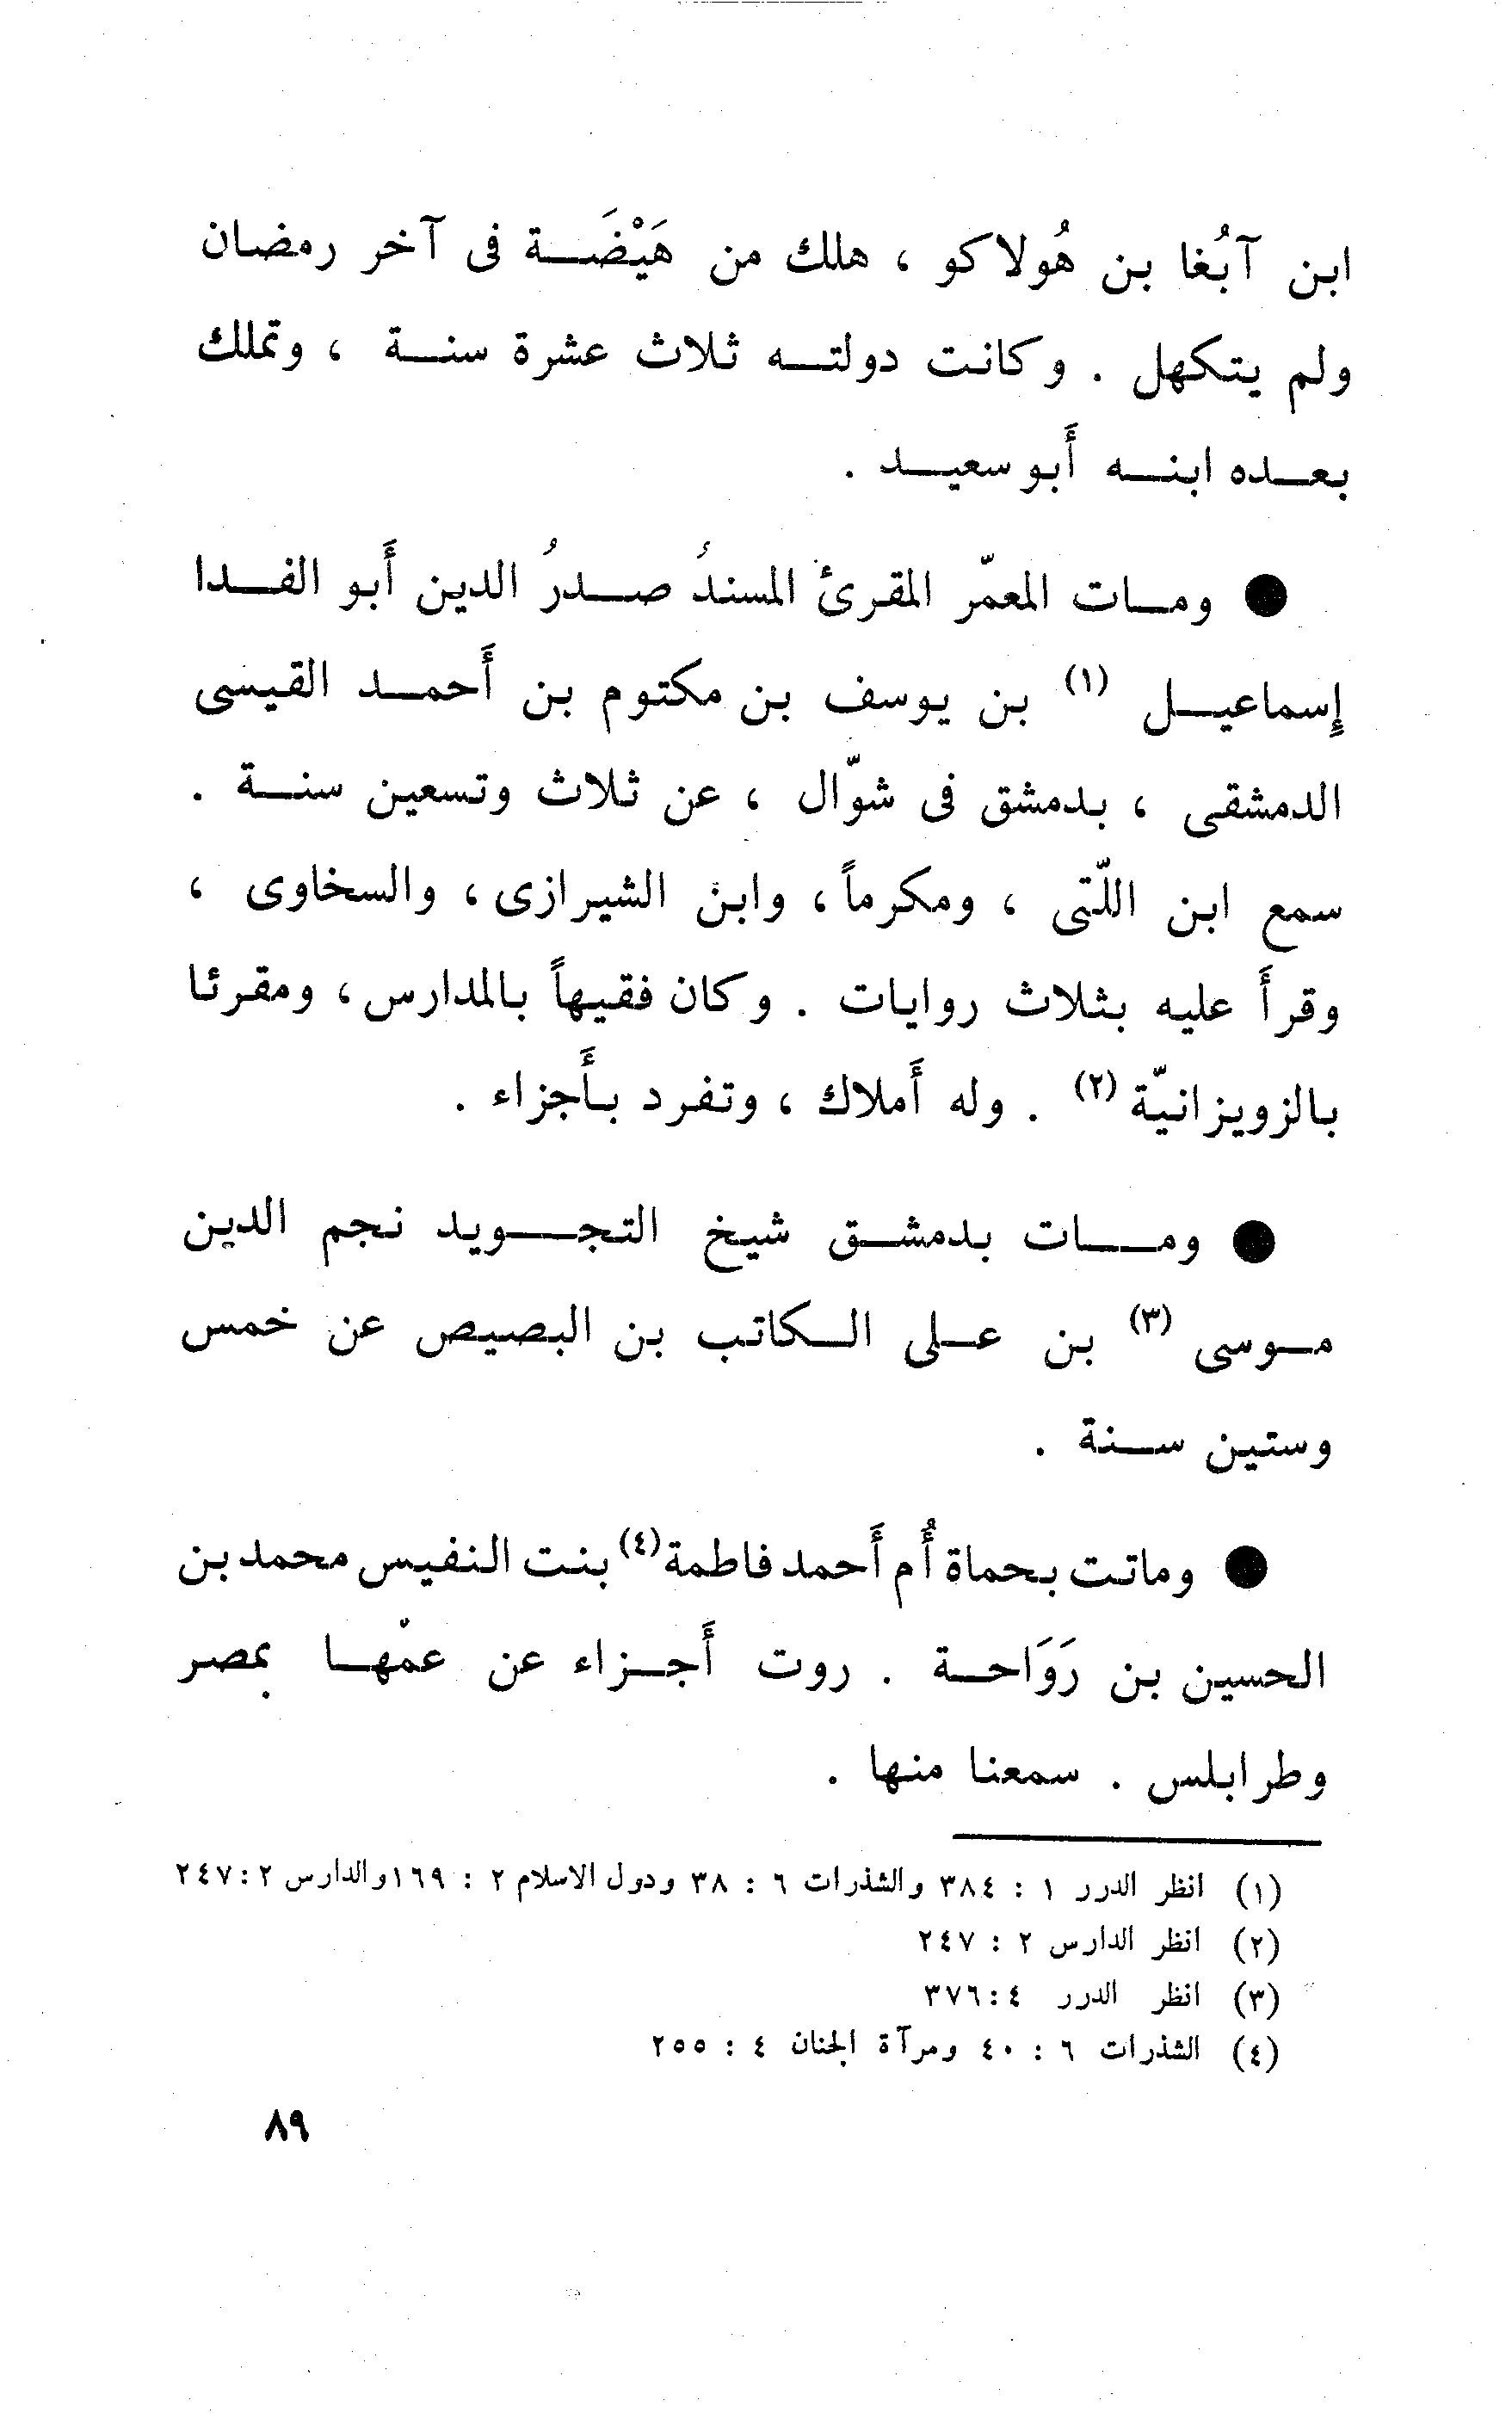 ابن آبُغا بن هُولاكو ، هلك من هَيْضَة فى آخر رمضان
ولم يتكهل . وكانت دولته ثلاث عشرة سنة ، وتملك
بعده ابنه أَبو سعيد .
● ومات المعمّر المقرئ المسندُ صدرُ الدين أَبو الفدا
إسماعيل (١) بن يوسف بن مكتوم بن أَحمد القيسى
الدمشقى ، بدمشق فى شوّال ، عن ثلاث وتسعين سنة .
سمع ابن اللّتى ، ومكرماً ، وابن الشيرازى ، والسخاوى ،
وقرأَ عليه بثلاث روايات . وكان فقيهاً بالمدارس ، ومقرئا
بالزويزانيّة (٢) . وله أَملاك ، وتفرد بأَجزاء .
● ومات بدمشق شيخ التجويد نجم الدين
موسى (٣) بن على الكاتب بن البصيص عن خمس
وستين سنة .
● وماتت بحماة أُم أَحمد فاطمة (٤) بنت النفيس محمد بن
الحسين بن رَوَاحة . روت أَجزاء عن عمّها بمصر
وطرابلس . سمعنا منها .
(١) انظر الدرر ١ : ٣٨٤ والشذرات ٦ : ٣٨ ودول الاسلام ٢ : ١٦٩ والدارس ٢ : ٢٤٧
(٢) انظر الدارس ٢ : ٢٤٧
(٣) انظر الدرر ٤ : ٣٧٦
(٤) الشذرات ٦ : ٤٠ ومرآة الجنان ٤ : ٢٥٥
٨٩